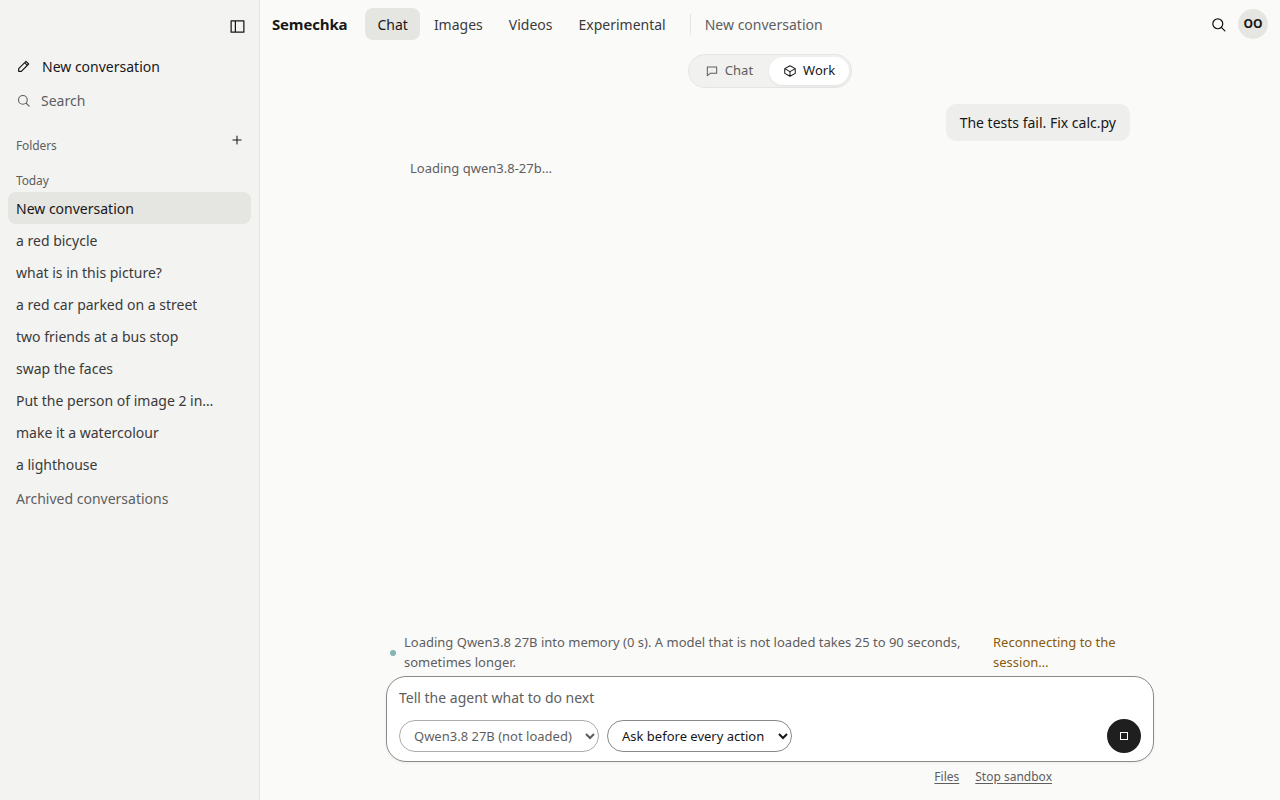 Semechka
Chat
Images
Videos
Experimental
New conversation
OO
New conversation
Search
Folders
Today
New conversation
a red bicycle
what is in this picture?
a red car parked on a street
two friends at a bus stop
swap the faces
Put the person of image 2 in...
make it a watercolour
a lighthouse
Archived conversations
Chat
Work
The tests fail. Fix calc.py
Loading qwen3.8-27b...
Loading Qwen3.8 27B into memory (0 s). A model that is not loaded takes 25 to 90 seconds,
sometimes longer.
Reconnecting to the
session...
Tell the agent what to do next
Qwen3.8 27B (not loaded)
Ask before every action
Files
Stop sandbox